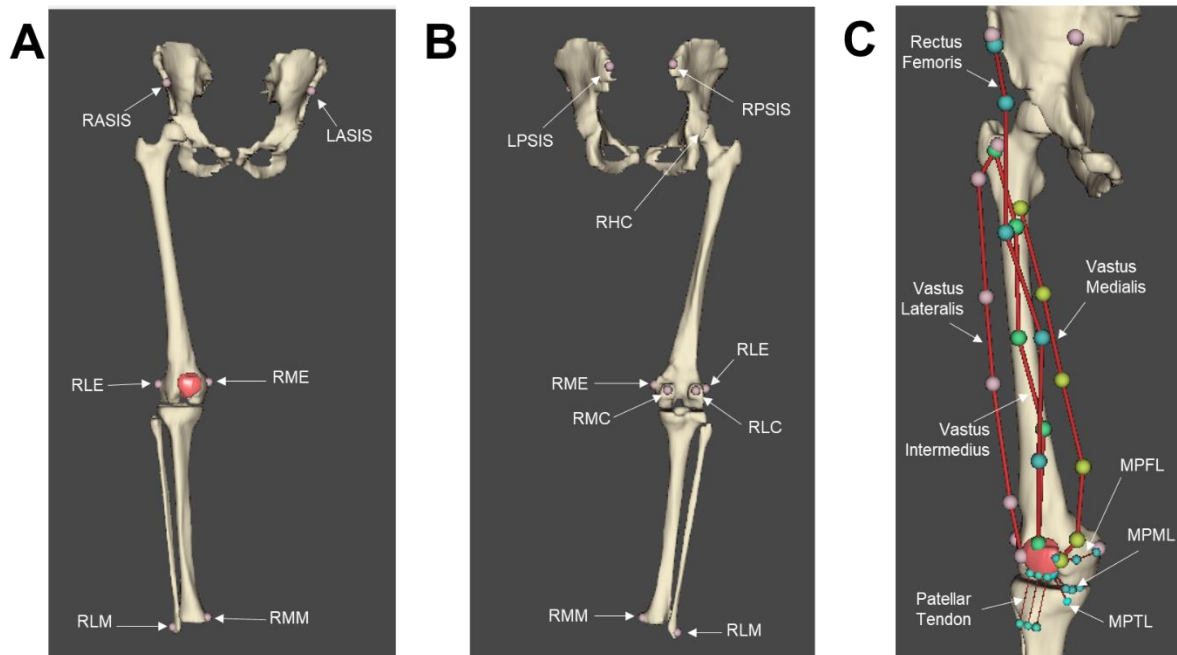 A
RASIS
LASIS
RLE
RME
RLM
RMM
B
LPSIS
RPSIS
RHC
RLE
RME
RMC
RLC
RMM
RLM
C
Rectus
Femoris
Vastus
Medialis
Vastus
Lateralis
Vastus
Intermedius
MPFL
MPML
Patellar
Tendon
MPTL